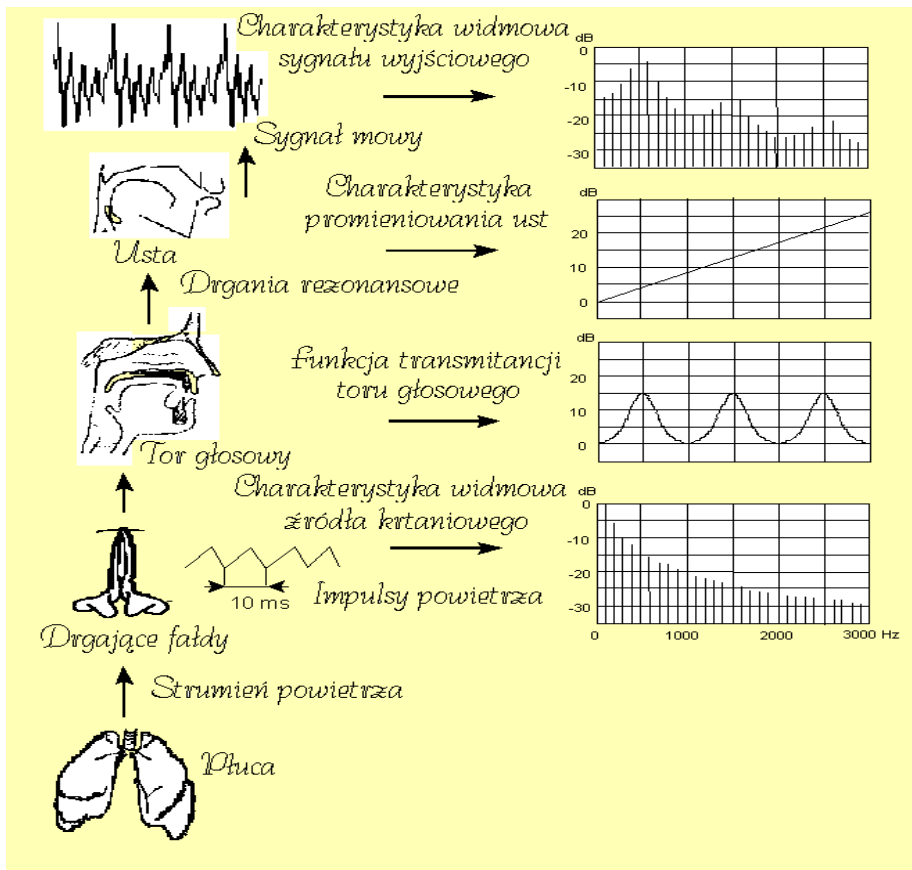 Charakterystyka widmowa
sygnału wyjściowego
dB
0
-10
-20
-30
Sygnał mowy
Charakterystyka
promieniowania ust
dB
20
10
0
Usta
Drgania rezonansowe
Funkcja transmitancji
toru głosowego
dB
20
10
0
Tor głosowy
Charakterystyka widmowa
źródła krtaniowego
dB
0
-10
-20
-30
0 1000 2000 3000 Hz
10 ms
Impulsy powietrza
Drgające fałdy
Strumień powietrza
Płuca